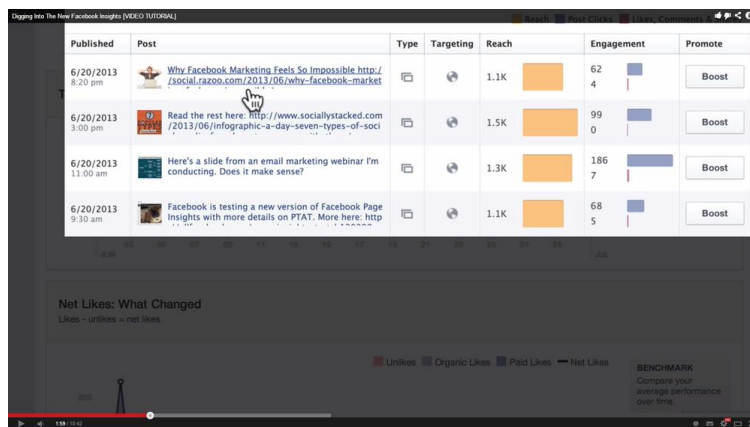 Digging Into The New Facebook Insights [VIDEO TUTORIAL]
Reach Post Clicks Likes, Comments &
Published Post Type Targeting Reach Engagement Promote
6/20/2013
8:20 pm
Why Facebook Marketing Feels So Impossible http:/
/social.razoo.com/2013/06/why-facebook-market
1.1K
62
4
Boost
6/20/2013
3:00 pm
Read the rest here: http://www.sociallystacked.com
/2013/06/infographic-a-day-seven-types-of-soci
1.5K
99
0
Boost
6/20/2013
11:00 am
Here's a slide from an email marketing webinar I'm
conducting. Does it make sense?
1.3K
186
7
Boost
6/20/2013
9:30 am
Facebook is testing a new version of Facebook Page
Insights with more details on PTAT. More here: http
1.1K
68
5
Boost
JUN JUL
Net Likes: What Changed
Likes - unlikes = net likes
Unlikes Organic Likes Paid Likes Net Likes
BENCHMARK
Compare your
average performance
over time.
1:59 / 10:42